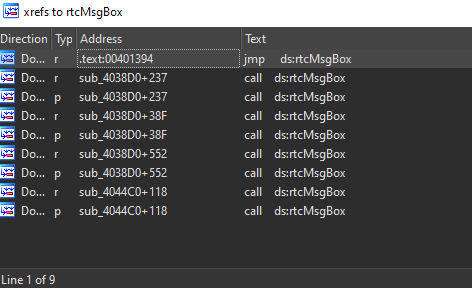 xrefs to rtcMsgBox
Direction Typ Address Text
Do... r .text:00401394 jmp ds:rtcMsgBox
Do... r sub_4038D0+237 call ds:rtcMsgBox
Do... p sub_4038D0+237 call ds:rtcMsgBox
Do... r sub_4038D0+38F call ds:rtcMsgBox
Do... p sub_4038D0+38F call ds:rtcMsgBox
Do... r sub_4038D0+552 call ds:rtcMsgBox
Do... p sub_4038D0+552 call ds:rtcMsgBox
Do... r sub_4044C0+118 call ds:rtcMsgBox
Do... p sub_4044C0+118 call ds:rtcMsgBox
Line 1 of 9